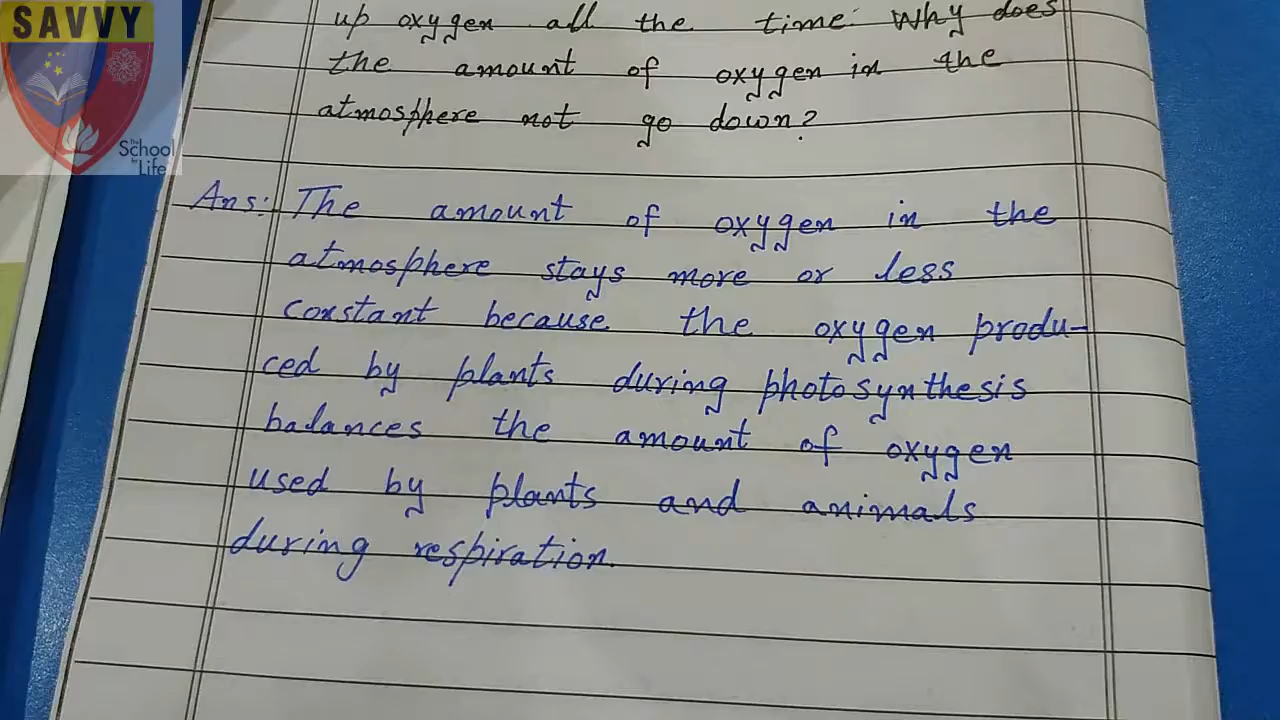 SAVVY
The School
for Life
up oxygen all the time. Why does
the amount of oxygen in the
atmosphere not go down?
Ans: The amount of oxygen in the
atmosphere stays more or less
constant because the oxygen produ-
ced by plants during photosynthesis
balances the amount of oxygen
used by plants and animals
during respiration.